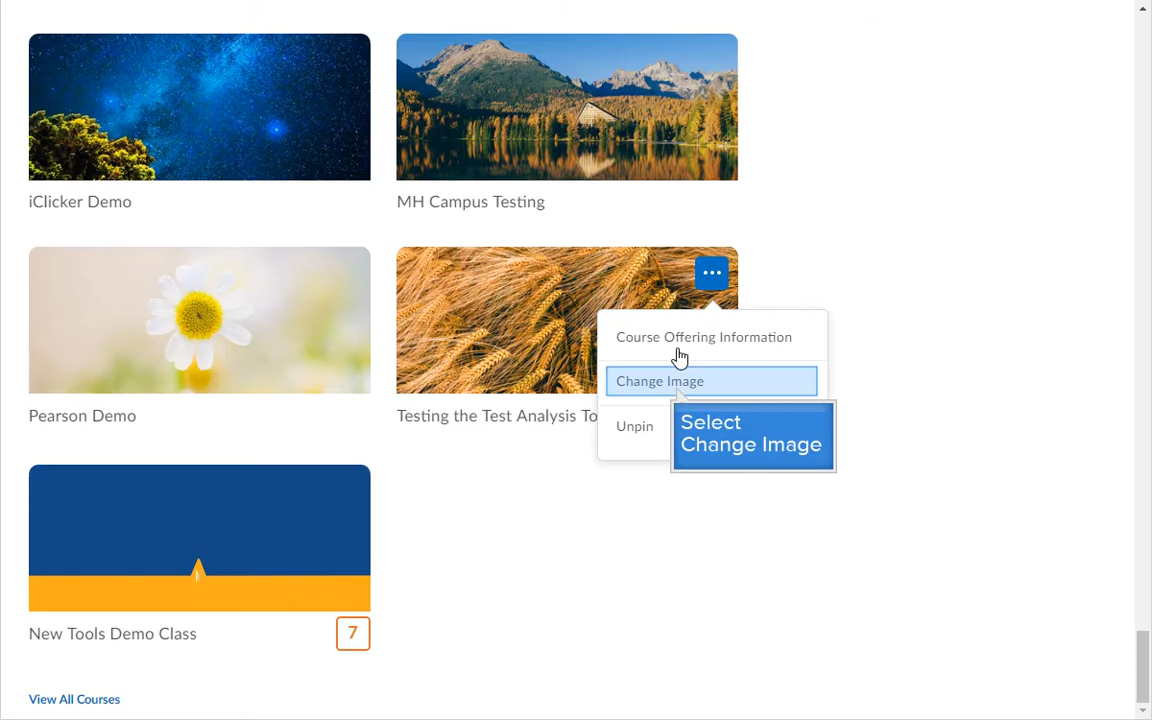 iClicker Demo
MH Campus Testing
Course Offering Information
Change Image
Pearson Demo
Testing the Test Analysis To
Unpin
Select
Change Image
New Tools Demo Class
7
View All Courses